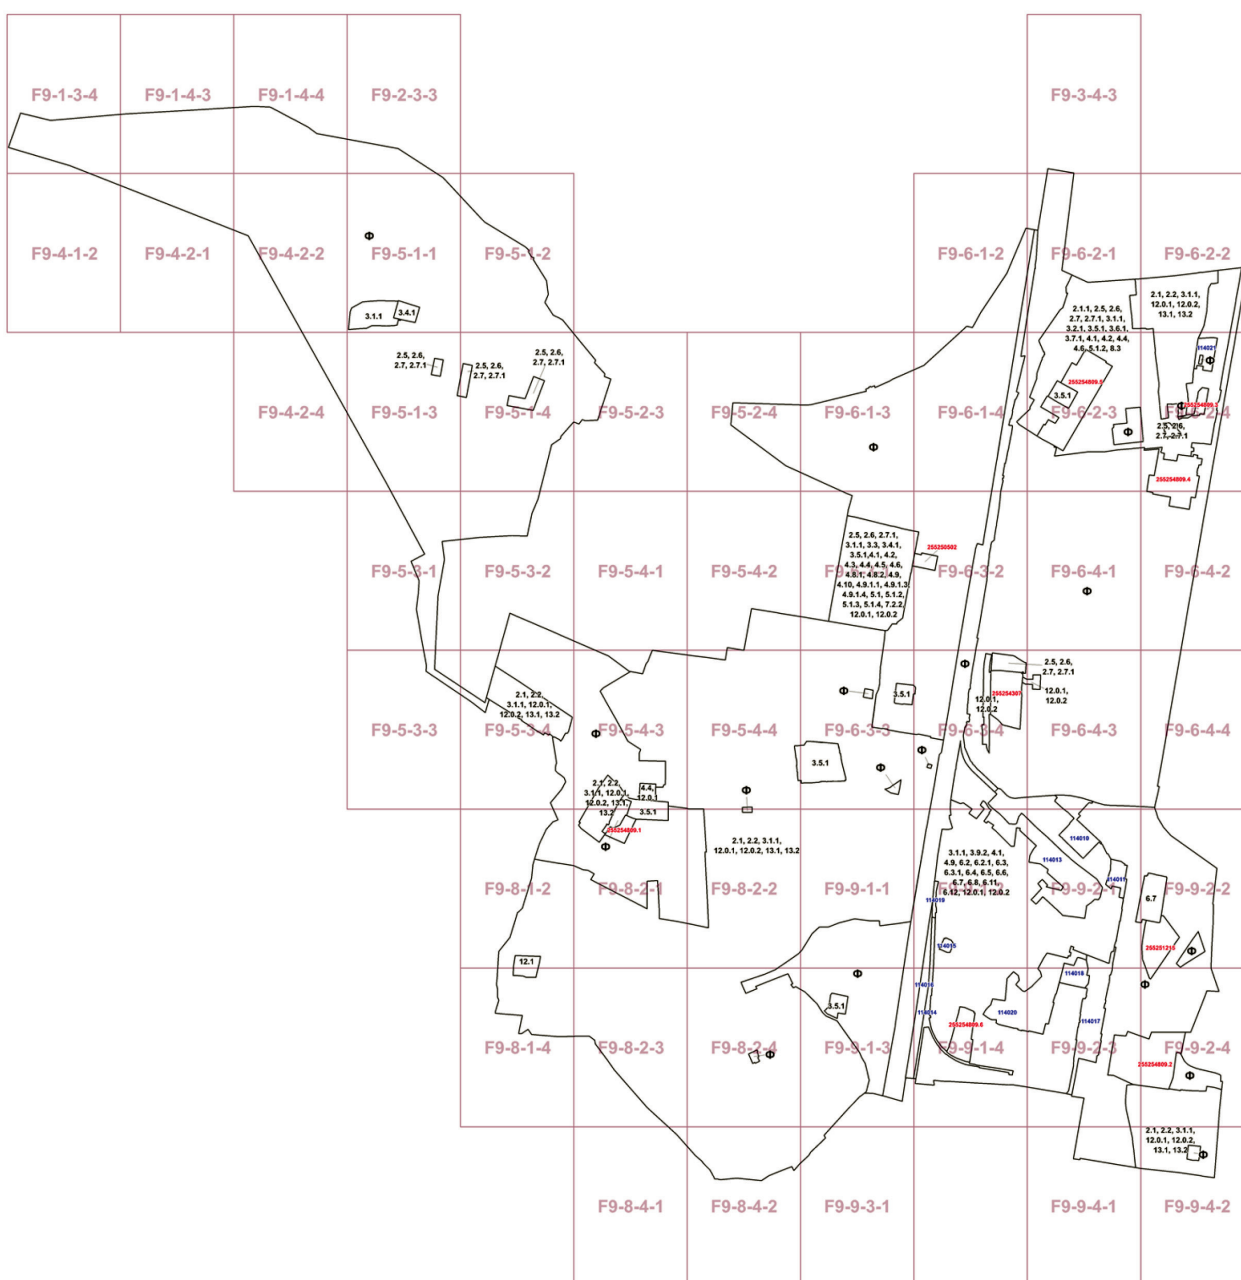 F9-1-3-4
F9-1-4-3
F9-1-4-4
F9-2-3-3
F9-3-4-3
F9-4-1-2
F9-4-2-1
F9-4-2-2
F9-5-1-1
F9-5-1-2
F9-6-1-2
F9-6-2-1
F9-6-2-2
Ф
3.1.1
3.4.1
2.1.1, 2.5, 2.6,
2.7, 2.7.1, 3.1.1,
3.2.1, 3.5.1, 3.6.1,
3.7.1, 4.1, 4.2, 4.4,
4.6, 5.1.2, 8.3
2.1, 2.2, 3.1.1,
12.0.1, 12.0.2,
13.1, 13.2
114021
Ф
2.5, 2.6,
2.7, 2.7.1
2.5, 2.6,
2.7, 2.7.1
2.5, 2.6,
2.7, 2.7.1
255254809.5
3.5.1
F9-4-2-4
F9-5-1-3
F9-5-1-4
F9-5-2-3
F9-5-2-4
F9-6-1-3
F9-6-1-4
F9-6-2-3
Ф
Ф
Ф
2.5, 2.6,
2.7, 2.7.1
255254809.4
2.5, 2.6, 2.7.1,
3.1.1, 3.3, 3.4.1,
3.5.1,4.1, 4.2,
4.3, 4.4, 4.5, 4.6,
4.8.1, 4.8.2, 4.9,
4.10, 4.9.1.1, 4.9.1.3,
4.9.1.4, 5.1, 5.1.2,
5.1.3, 5.1.4, 7.2.2,
12.0.1, 12.0.2
255250502
F9-5-3-1
F9-5-3-2
F9-5-4-1
F9-5-4-2
F9-6-3-2
F9-6-4-1
F9-6-4-2
Ф
Ф
2.5, 2.6,
2.7, 2.7.1
12.0.1,
12.0.2
255254307
12.0.1,
12.0.2
2.1, 2.2,
3.1.1, 12.0.1,
12.0.2, 13.1, 13.2
Ф
3.5.1
F9-5-3-3
F9-5-3-4
F9-5-4-3
F9-5-4-4
F9-6-3-3
F9-6-3-4
F9-6-4-3
F9-6-4-4
Ф
Ф
Ф
3.5.1
2.1, 2.2,
3.1.1, 12.0.1,
12.0.2, 13.1,
13.2
4.4,
12.0.1
3.5.1
255254809.1
Ф
Ф
2.1, 2.2, 3.1.1,
12.0.1, 12.0.2, 13.1, 13.2
3.1.1, 3.9.2, 4.1,
4.9, 6.2, 6.2.1, 6.3,
6.3.1, 6.4, 6.5, 6.6,
6.7, 6.8, 6.11,
6.12, 12.0.1, 12.0.2
114013
114011
F9-8-1-2
F9-8-2-1
F9-8-2-2
F9-9-1-1
F9-9-2-1
F9-9-2-2
6.7
114015
255251215
Ф
12.1
Ф
Ф
114018
3.5.1
114014
114020
114017
255254809.6
F9-8-1-4
F9-8-2-3
F9-8-2-4
F9-9-1-3
F9-9-1-4
F9-9-2-3
F9-9-2-4
Ф
255254809.2
Ф
2.1, 2.2, 3.1.1,
12.0.1, 12.0.2,
13.1, 13.2
Ф
F9-8-4-1
F9-8-4-2
F9-9-3-1
F9-9-4-1
F9-9-4-2